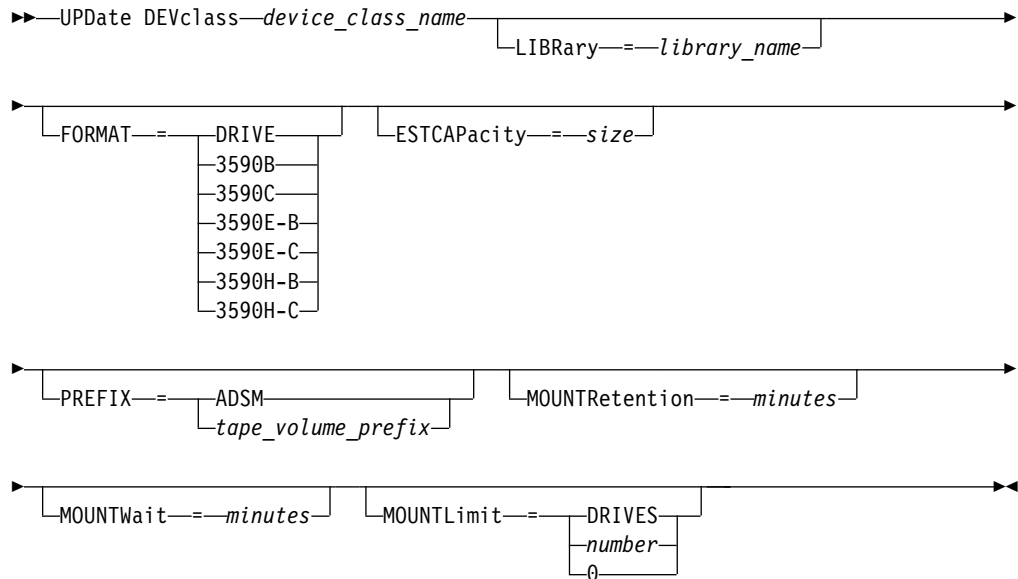 UPDate DEVclass device_class_name
LIBRary = library_name
FORMAT = DRIVE
3590B
3590C
3590E-B
3590E-C
3590H-B
3590H-C
ESTCAPacity = size
PREFIX = ADSM
tape_volume_prefix
MOUNTRetention = minutes
MOUNTWait = minutes
MOUNTLimit = DRIVES
number
0